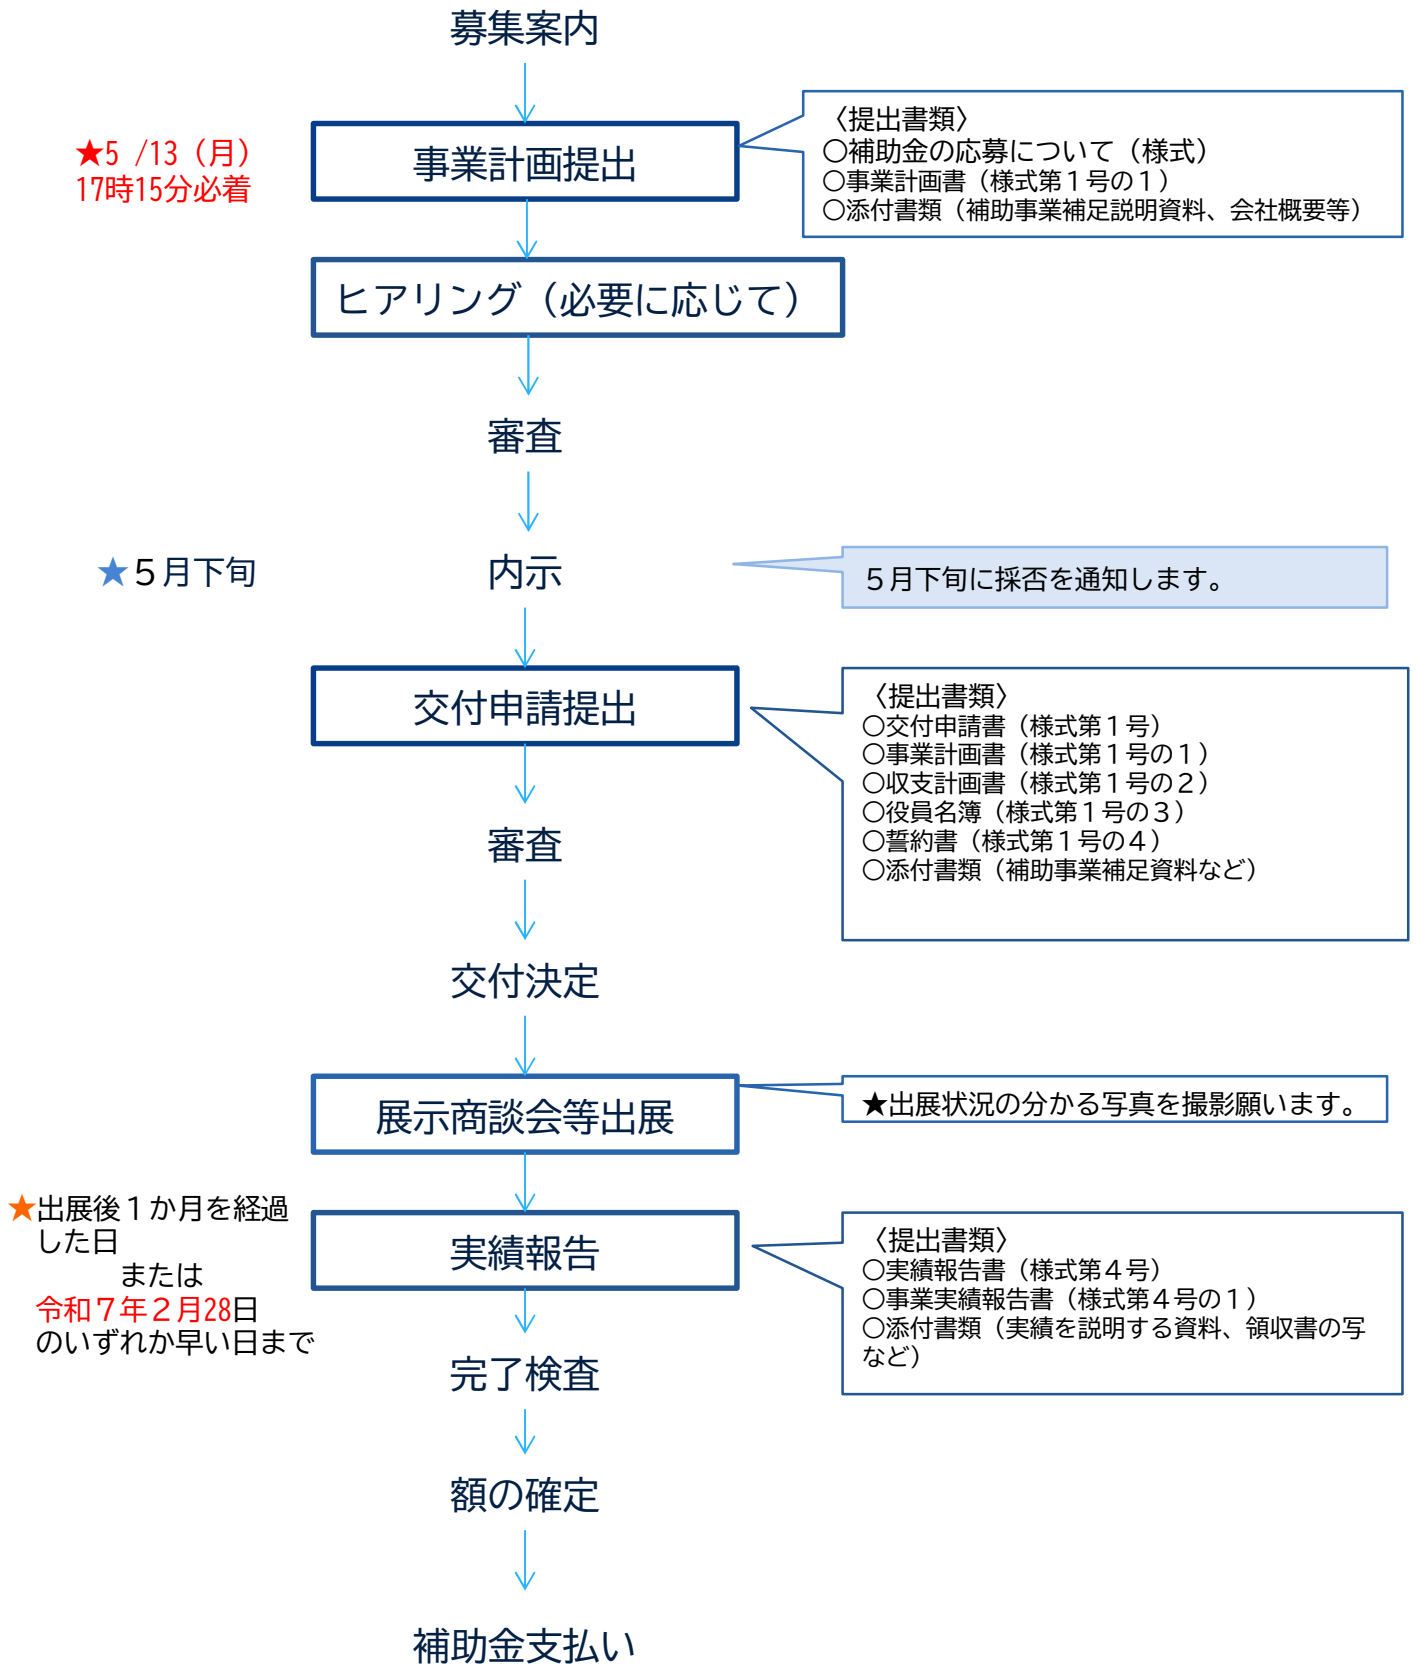 募集案内
★5 /13（月）
17時15分必着
事業計画提出
〈提出書類〉
○補助金の応募について（様式）
○事業計画書（様式第１号の１）
○添付書類（補助事業補足説明資料、会社概要等）
ヒアリング（必要に応じて）
審査
★５月下旬
内示
５月下旬に採否を通知します。
交付申請提出
〈提出書類〉
○交付申請書（様式第１号）
○事業計画書（様式第１号の１）
○収支計画書（様式第１号の２）
○役員名簿（様式第１号の３）
○誓約書（様式第１号の４）
○添付書類（補助事業補足資料など）
審査
交付決定
展示商談会等出展
★出展状況の分かる写真を撮影願います。
★出展後１か月を経過
した日
または
令和７年２月28日
のいずれか早い日まで
実績報告
〈提出書類〉
○実績報告書（様式第４号）
○事業実績報告書（様式第４号の１）
○添付書類（実績を説明する資料、領収書の写
など）
完了検査
額の確定
補助金支払い